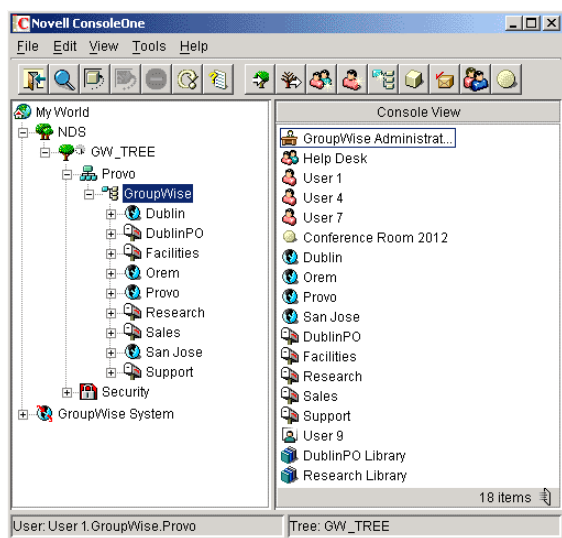 Novell ConsoleOne
File Edit View Tools Help
My World
NDS
GW_TREE
Provo
GroupWise
Dublin
DublinPO
Facilities
Orem
Provo
Research
Sales
San Jose
Support
Security
GroupWise System
Console View
GroupWise Administrat...
Help Desk
User 1
User 4
User 7
Conference Room 2012
Dublin
Orem
Provo
San Jose
DublinPO
Facilities
Research
Sales
Support
User 9
DublinPO Library
Research Library
18 items
User: User 1.GroupWise.Provo
Tree: GW_TREE